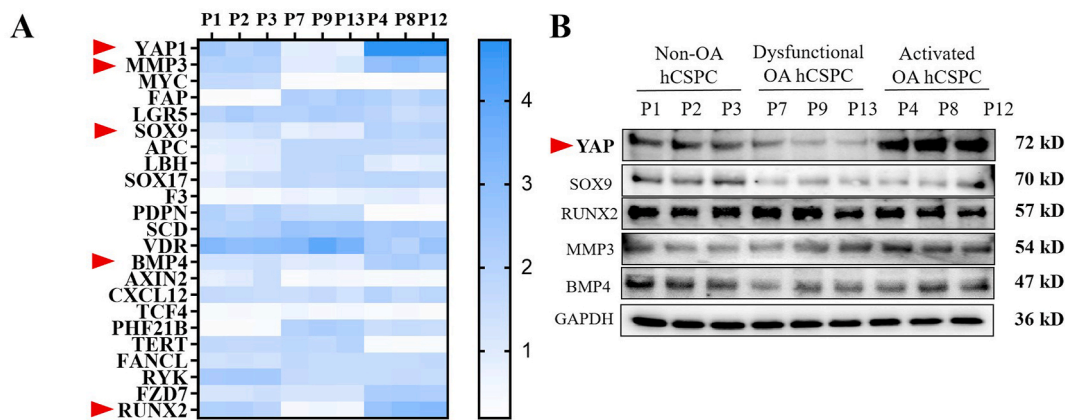 A
P1 P2 P3 P7 P9 P13 P4 P8 P12
YAP1
MMP3
MYC
FAP
LGR5
SOX9
APC
LBH
SOX17
F3
PDPN
SCD
VDR
BMP4
AXIN2
CXCL12
TCF4
PHF21B
TERT
FANCL
RYK
FZD7
RUNX2
4
3
2
1
B
Non-OA
hCSPC
Dysfunctional
OA hCSPC
Activated
OA hCSPC
P1 P2 P3 P7 P9 P13 P4 P8 P12
YAP 72 kD
SOX9 70 kD
RUNX2 57 kD
MMP3 54 kD
BMP4 47 kD
GAPDH 36 kD